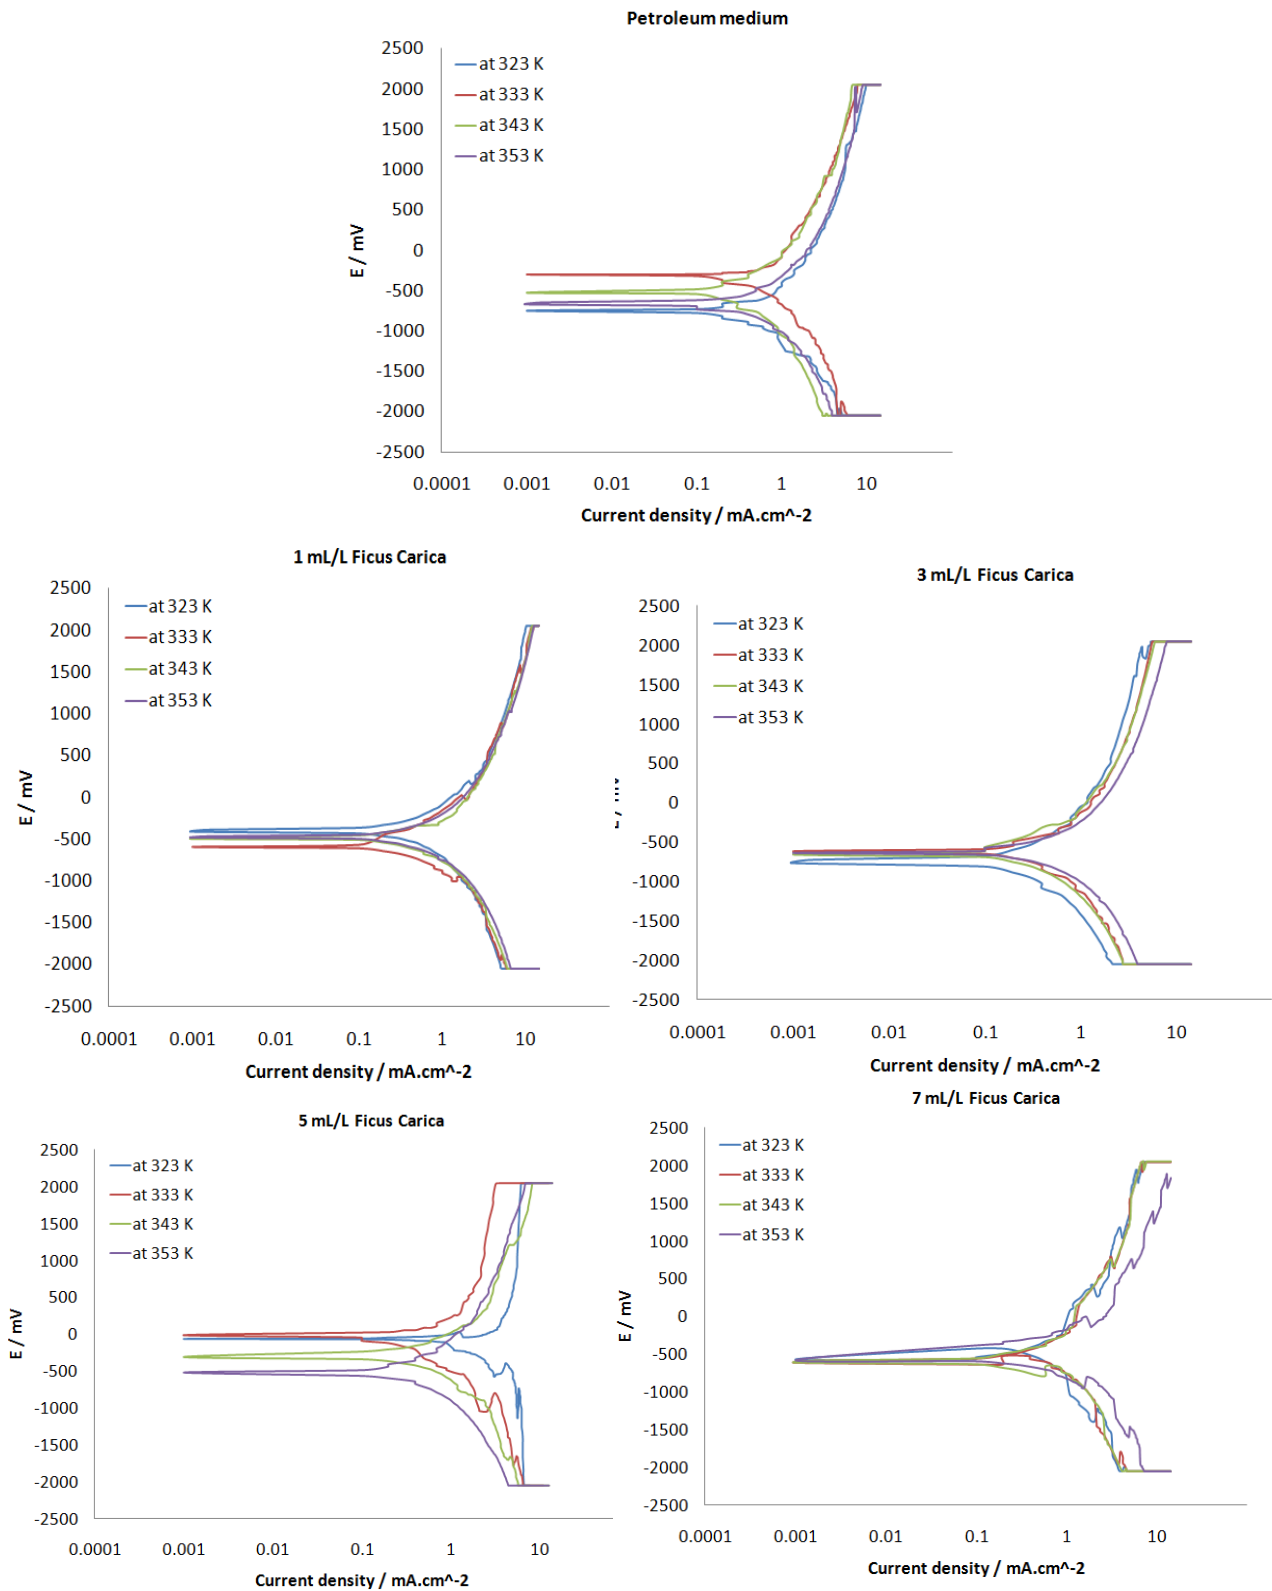 Petroleum medium
2500
2000
1500
1000
500
0
-500
-1000
-1500
-2000
-2500
E / mV
at 323 K
at 333 K
at 343 K
at 353 K
0.0001 0.001 0.01 0.1 1 10
Current density / mA.cm^-2
1 mL/L Ficus Carica
2500
2000
1500
1000
500
0
-500
-1000
-1500
-2000
-2500
E / mV
at 323 K
at 333 K
at 343 K
at 353 K
0.0001 0.001 0.01 0.1 1 10
Current density / mA.cm^-2
3 mL/L Ficus Carica
2500
2000
1500
1000
500
0
-500
-1000
-1500
-2000
-2500
at 323 K
at 333 K
at 343 K
at 353 K
0.0001 0.001 0.01 0.1 1 10
Current density / mA.cm^-2
5 mL/L Ficus Carica
2500
2000
1500
1000
500
0
-500
-1000
-1500
-2000
-2500
E / mV
at 323 K
at 333 K
at 343 K
at 353 K
0.0001 0.001 0.01 0.1 1 10
Current density / mA.cm^-2
7 mL/L Ficus Carica
2500
2000
1500
1000
500
0
-500
-1000
-1500
-2000
-2500
E / mV
at 323 K
at 333 K
at 343 K
at 353 K
0.0001 0.001 0.01 0.1 1 10
Current density / mA.cm^-2